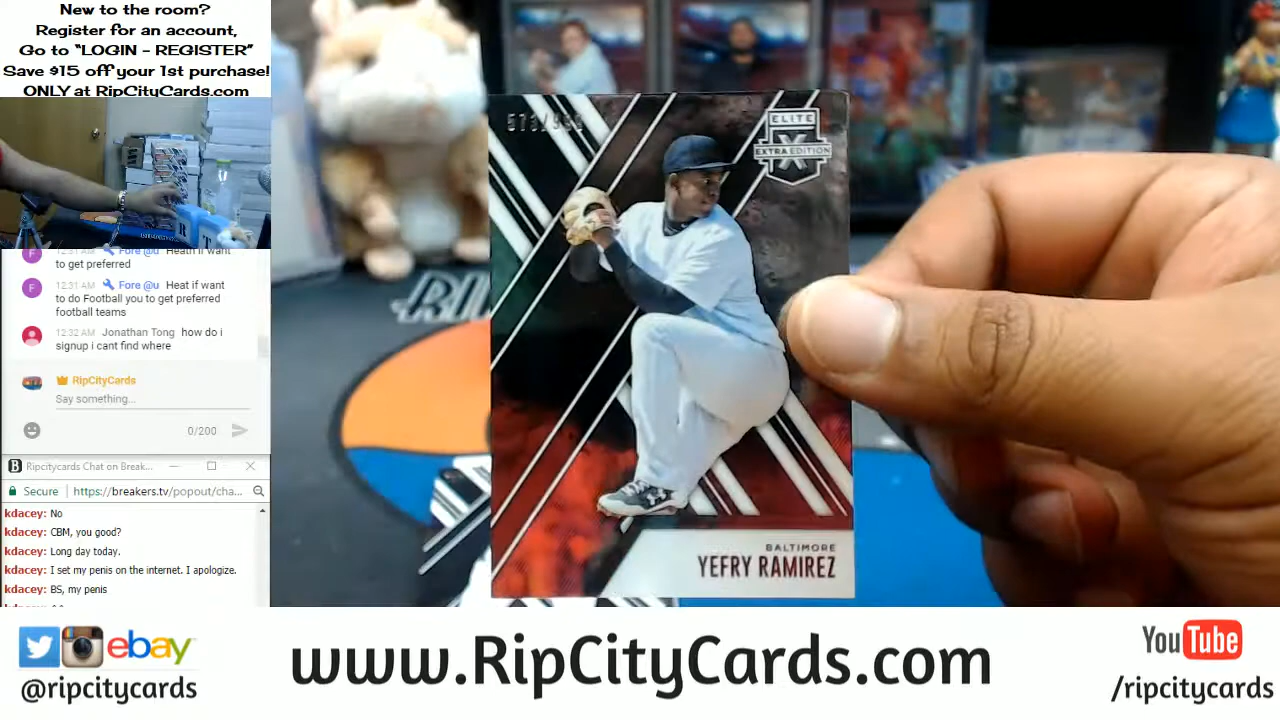 New to the room?
Register for an account,
Go to “LOGIN - REGISTER”
Save $15 off your 1st purchase!
ONLY at RipCityCards.com
12:31 AM Fore @u Heath if want
to get preferred
F
12:31 AM Fore @u Heat if want
to do Football you to get preferred
football teams
12:32 AM Jonathan Tong how do i
signup i cant find where
RipCityCards
Say something...
0/200
B Ripcitycards Chat on Break...
Secure https://breakers.tv/popout/cha...
kdacey: No
kdacey: CBM, you good?
kdacey: Long day today.
kdacey: I set my penis on the internet. I apologize.
kdacey: BS, my penis
kdacey:
ELITE
X
EXTRA EDITION
BALTIMORE
YEFRY RAMIREZ
ebay
@ripcitycards
www.RipCityCards.com
YouTube
/ripcitycards